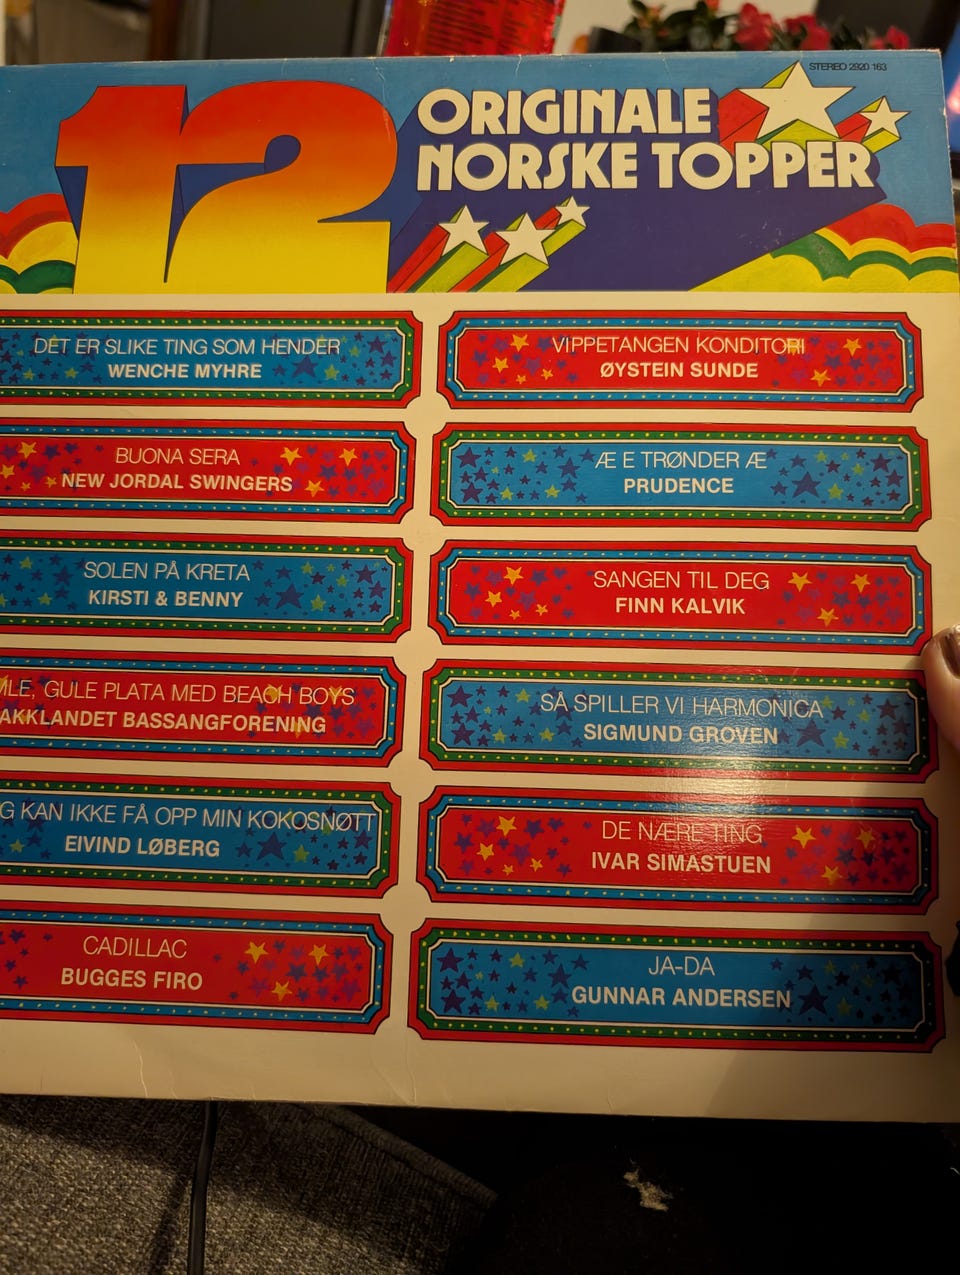 STEREO 2920 163
12
ORIGINALE
NORSKE TOPPER
DET ER SLIKE TING SOM HENDER
WENCHE MYHRE
BUONA SERA
NEW JORDAL SWINGERS
SOLEN PÅ KRETA
KIRSTI & BENNY
GULE PLATA MED BEACH BOYS
BASSANGFORENING
KAN IKKE FÅ OPP MIN KOKOSNØTT
EIVIND LØBERG
CADILLAC
BUGGES FIRO
VIPPETANGEN KONDITORI
ØYSTEIN SUNDE
Æ E TRØNDER Æ
PRUDENCE
SANGEN TIL DEG
FINN KALVIK
SÅ SPILLER VI HARMONICA
SIGMUND GROVEN
DE NÆRE TING
IVAR SIMASTUEN
JA-DA
GUNNAR ANDERSEN